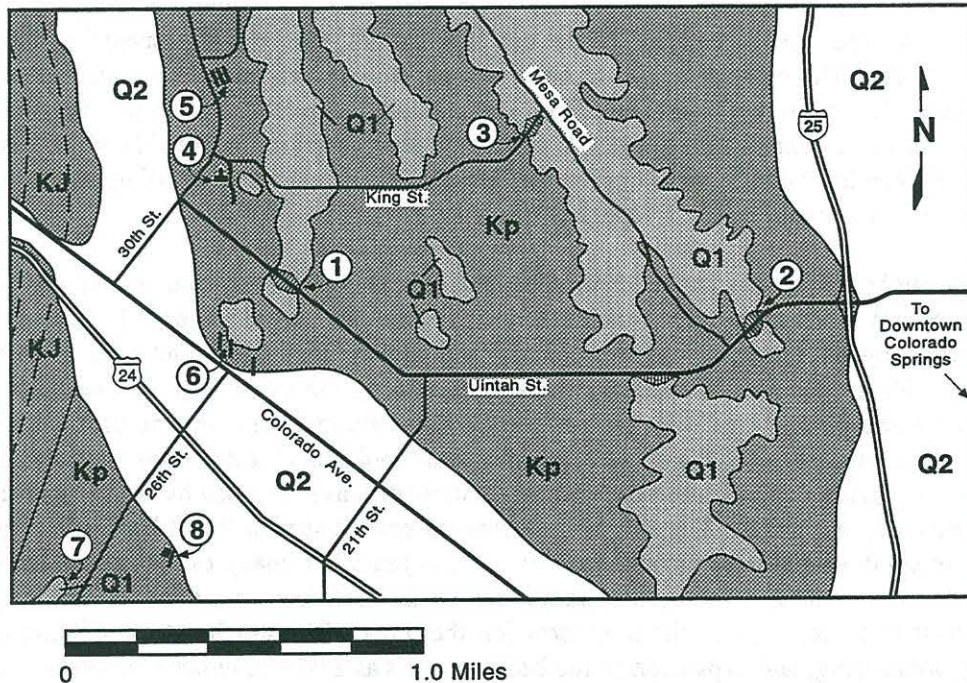 Q2
Q2
25
N
5
Q1
3
Mesa Road
4
KJ
King St.
30th St.
Kp
1
Q1
Q1
2
To
Downtown
Colorado
Springs
KJ
24
6
Uintah St.
Colorado Ave.
Kp
26th St.
Q2
Kp
Q1
Q2
21th St.
7
8
Q1
0
1.0 Miles